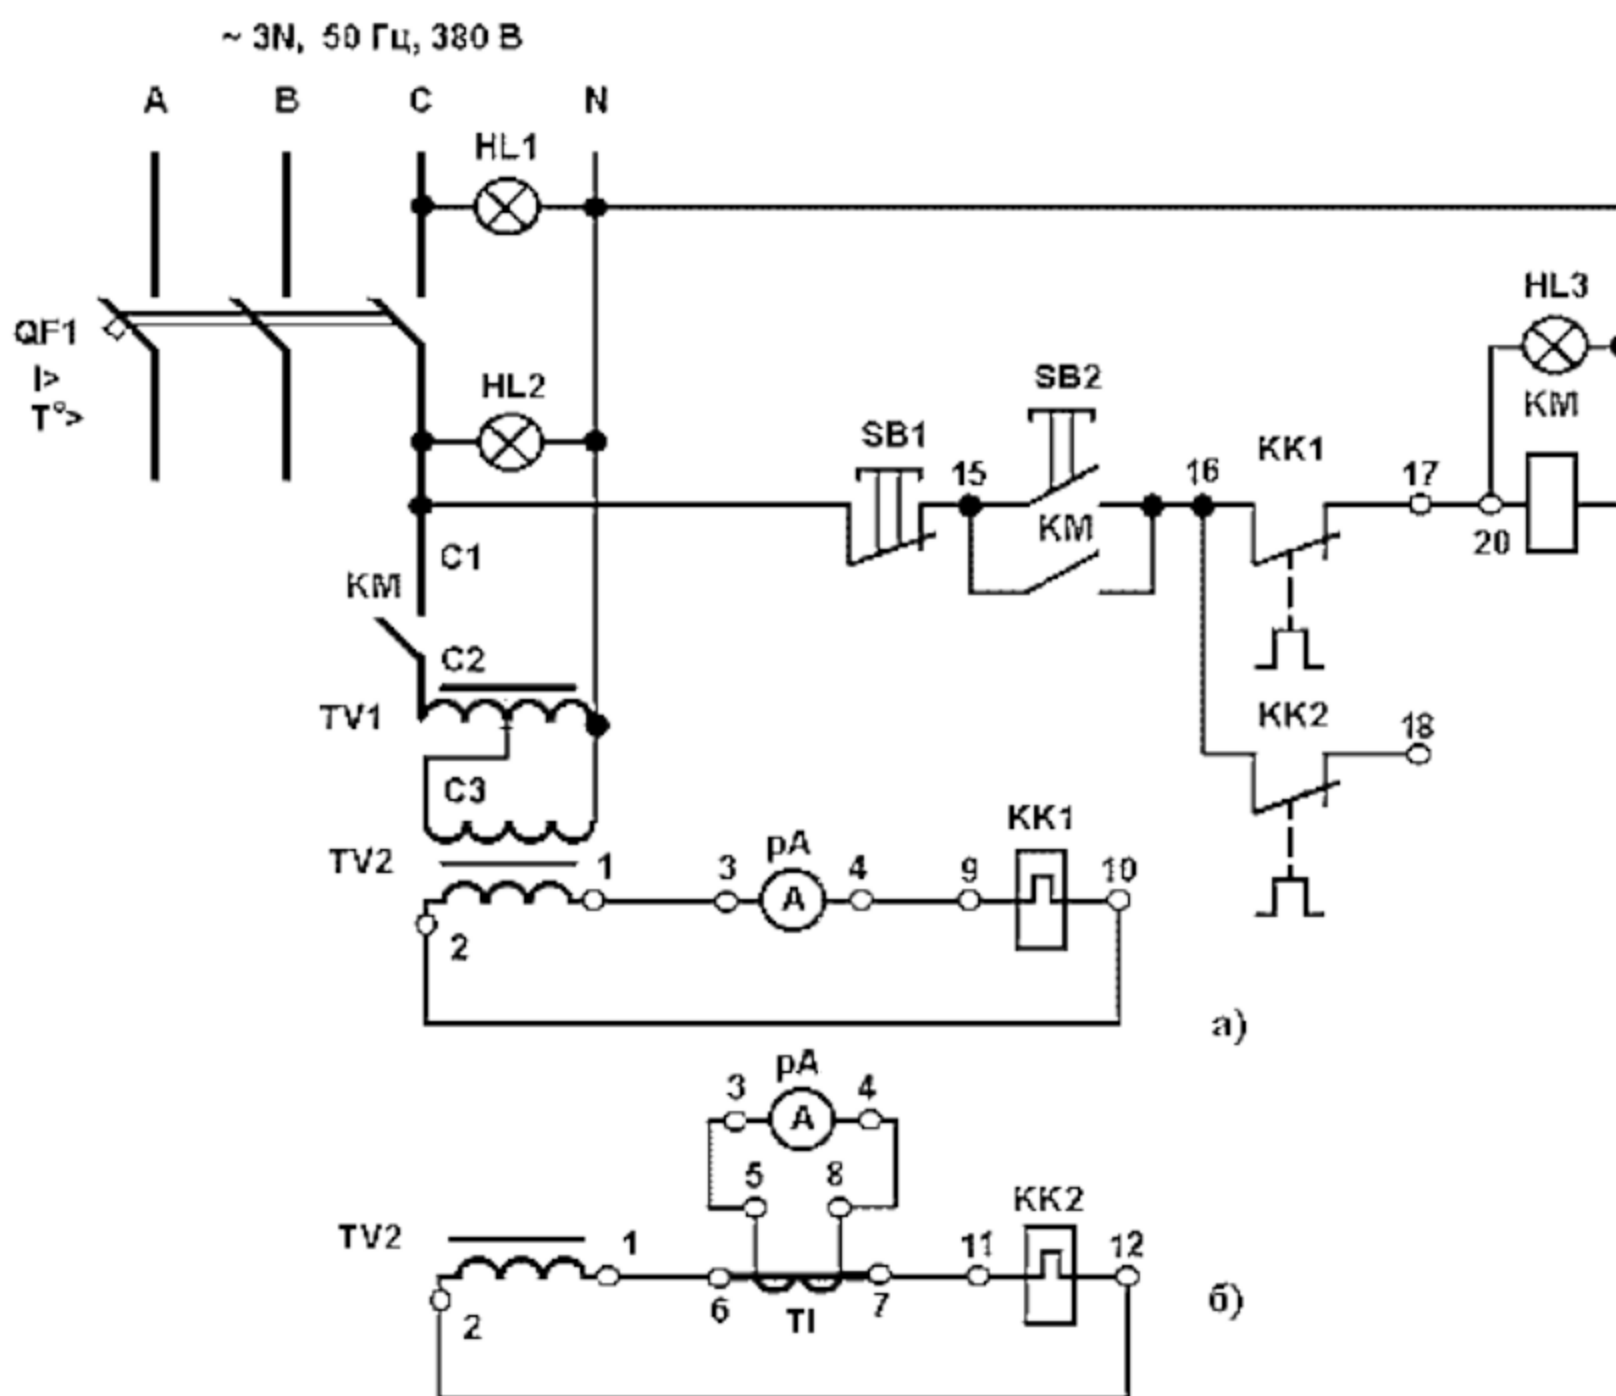 ~ 3N, 50 Гц, 380 В
A B C N
HL1
HL3
QF1
I>
T°>
HL2
SB2
KM
SB1
KK1
15
16
17
KM
20
C1
KM
C2
TV1
KK2
18
C3
KK1
TV2
1
3
pA
4
9
10
A
2
а)
pA
3
4
A
5
8
KK2
TV2
1
11
12
6
7
TI
2
б)